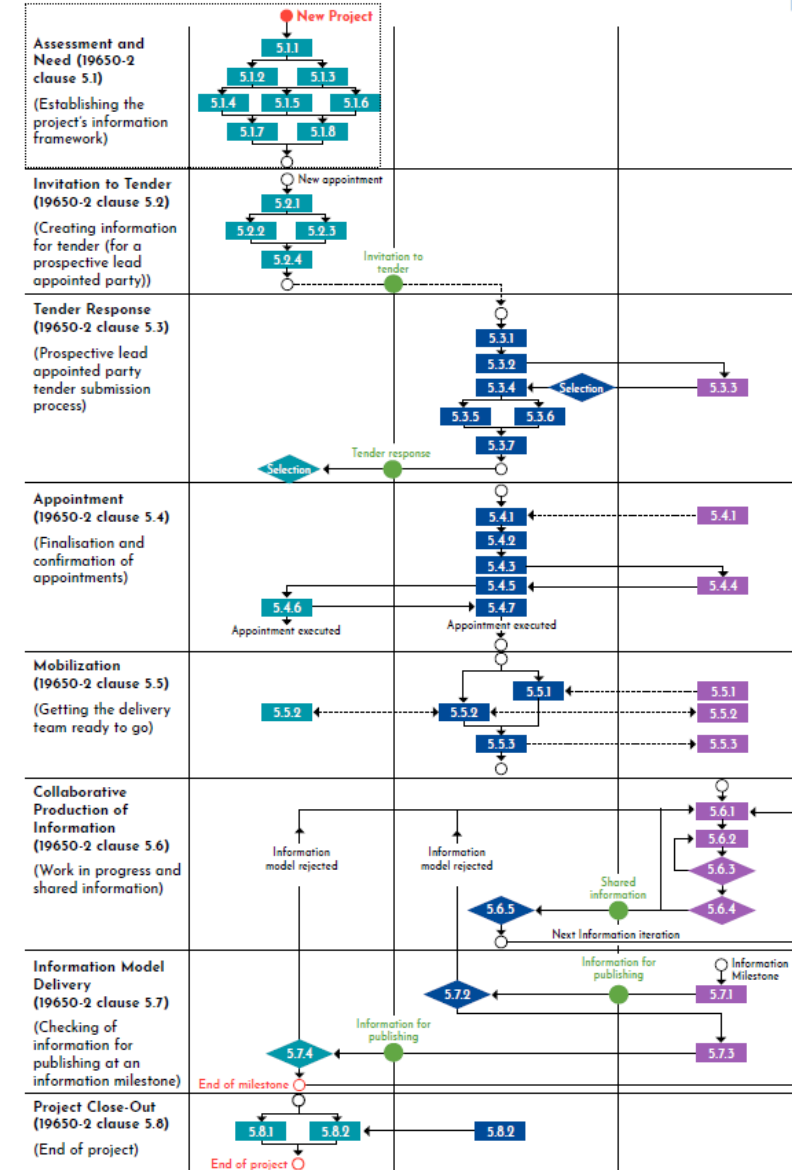 New Project
Assessment and
Need (19650-2
clause 5.1)
(Establishing the
project's information
framework)
5.1.1
5.1.2 5.1.3
5.1.4 5.1.5 5.1.6
5.1.7 5.1.8
Invitation to Tender
(19650-2 clause 5.2)
(Creating information
for tender (for a
prospective lead
appointed party))
New appointment
5.2.1
5.2.2 5.2.3
5.2.4
Invitation to
tender
Tender Response
(19650-2 clause 5.3)
(Prospective lead
appointed party
tender submission
process)
5.3.1
5.3.2
5.3.4 Selection 5.3.3
5.3.5 5.3.6
5.3.7
Tender response
Selection
Appointment
(19650-2 clause 5.4)
(Finalisation and
confirmation of
appointments)
5.4.1 5.4.1
5.4.2
5.4.3
5.4.5 5.4.4
5.4.6 5.4.7
Appointment executed Appointment executed
Mobilization
(19650-2 clause 5.5)
(Getting the delivery
team ready to go)
5.5.1 5.5.1
5.5.2 5.5.2 5.5.2
5.5.3 5.5.3
Collaborative
Production of
Information
(19650-2 clause 5.6)
(Work in progress and
shared information)
5.6.1
5.6.2
Information
model rejected
Information
model rejected
5.6.3
Shared
information
5.6.5 5.6.4
Next Information iteration
Information Model
Delivery
(19650-2 clause 5.7)
(Checking of
information for
publishing at an
information milestone)
Information for
publishing
Information
Milestone
5.7.2 5.7.1
Information for
publishing
5.7.4 5.7.3
End of milestone
Project Close-Out
(19650-2 clause 5.8)
(End of project)
5.8.1 5.8.2 5.8.2
End of project